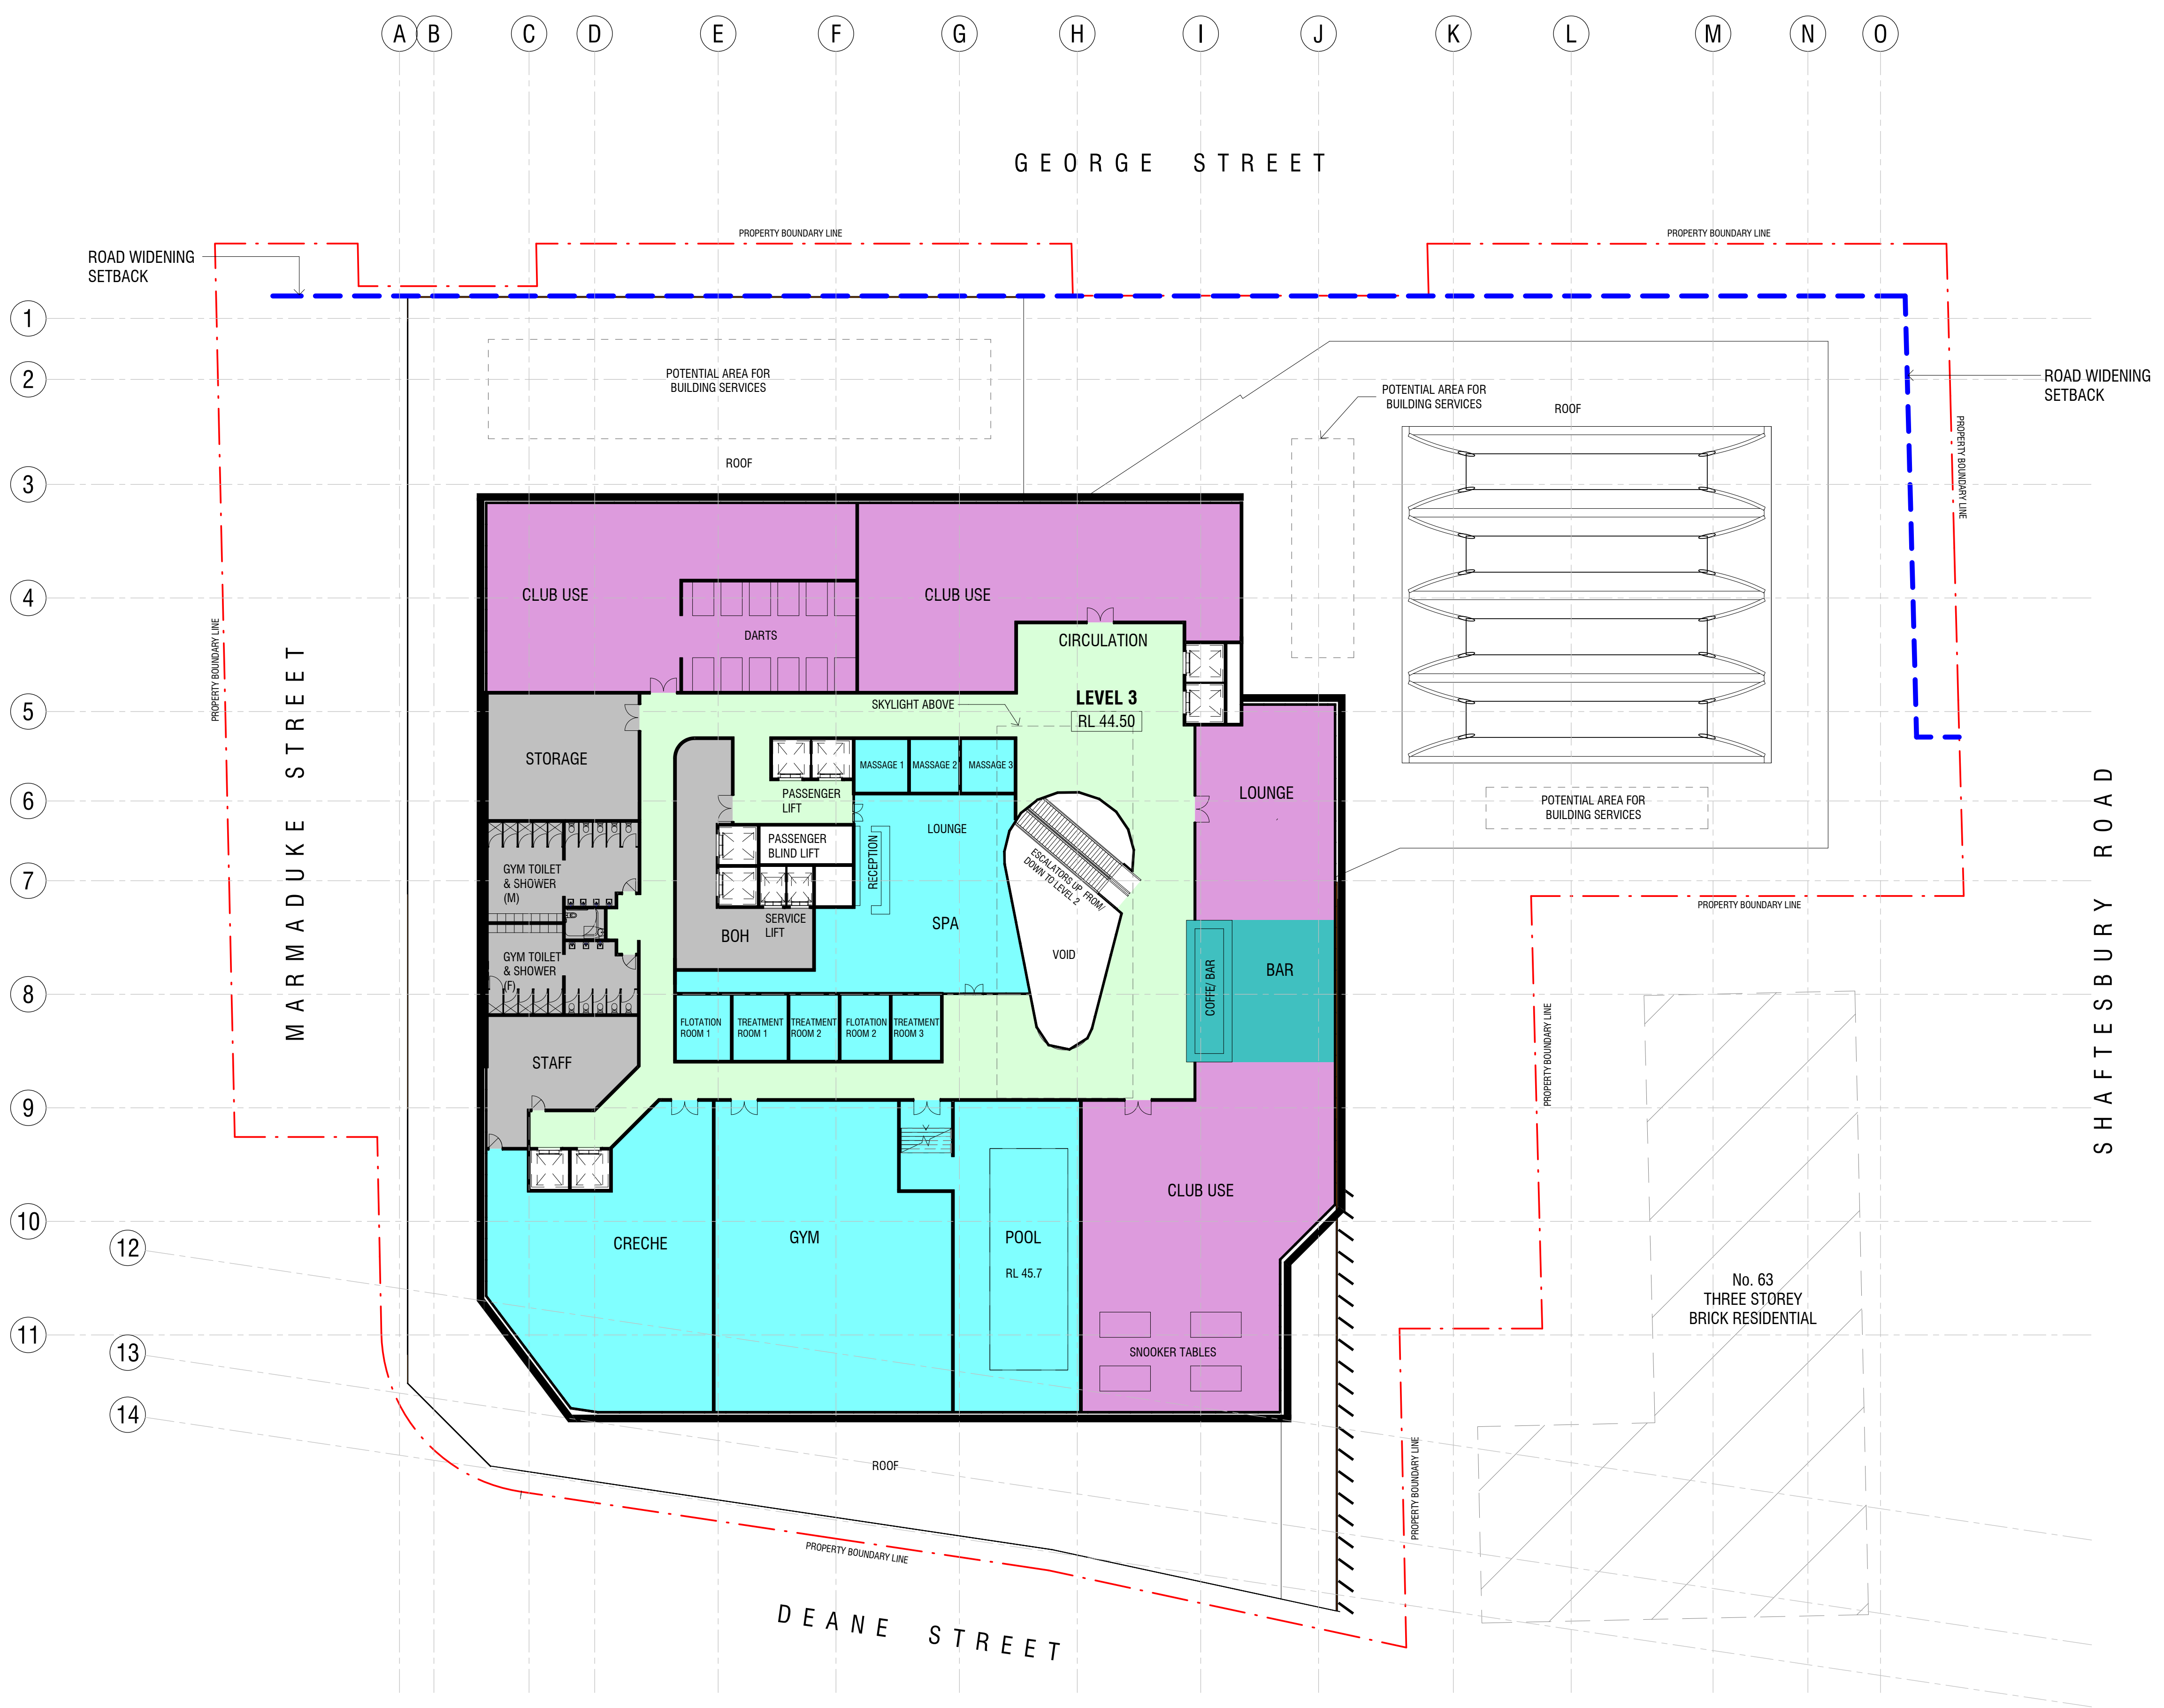 A B C D E F G H I J K L M N O
GEORGE STREET
PROPERTY BOUNDARY LINE
PROPERTY BOUNDARY LINE
ROAD WIDENING
SETBACK
1
2
3
4
5
6
7
8
9
10
11
12
13
14
POTENTIAL AREA FOR
BUILDING SERVICES
ROOF
POTENTIAL AREA FOR
BUILDING SERVICES
ROOF
ROAD WIDENING
SETBACK
PROPERTY BOUNDARY LINE
PROPERTY BOUNDARY LINE
MARMADUKE STREET
SHAFTESBURY ROAD
CLUB USE
DARTS
CLUB USE
CIRCULATION
LEVEL 3
RL 44.50
SKYLIGHT ABOVE
STORAGE
MASSAGE 1
MASSAGE 2
MASSAGE 3
PASSENGER
LIFT
LOUNGE
LOUNGE
POTENTIAL AREA FOR
BUILDING SERVICES
PASSENGER
BLIND LIFT
RECEPTION
ESCALATORS UP FROM/
DOWN TO LEVEL 2
GYM TOILET
& SHOWER
(M)
SERVICE
LIFT
BOH
SPA
VOID
GYM TOILET
& SHOWER
(F)
COFFE/ BAR
BAR
PROPERTY BOUNDARY LINE
FLOTATION
ROOM 1
TREATMENT
ROOM 1
TREATMENT
ROOM 2
FLOTATION
ROOM 2
TREATMENT
ROOM 3
STAFF
PROPERTY BOUNDARY LINE
CLUB USE
CRECHE
GYM
POOL
RL 45.7
SNOOKER TABLES
No. 63
THREE STOREY
BRICK RESIDENTIAL
ROOF
PROPERTY BOUNDARY LINE
PROPERTY BOUNDARY LINE
DEANE STREET